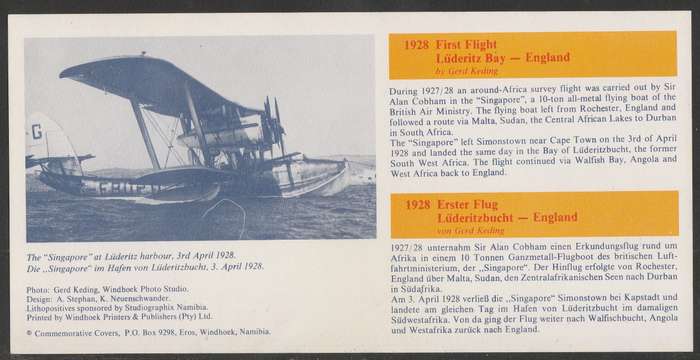 G
The "Singapore" at Lüderitz harbour, 3rd April 1928.
Die „Singapore" im Hafen von Lüderitzbucht, 3. April 1928.
Photo: Gerd Keding, Windhoek Photo Studio.
Design: A. Stephan, K. Neuenschwander.
Lithopositives sponsored by Studiographix Namibia.
Printed by Windhoek Printers & Publishers (Pty) Ltd.
© Commemorative Covers, P.O. Box 9298, Eros, Windhoek, Namibia.
1928 First Flight
Lüderitz Bay — England
by Gerd Keding
During 1927/28 an around-Africa survey flight was carried out by Sir
Alan Cobham in the "Singapore", a 10-ton all-metal flying boat of the
British Air Ministry. The flying boat left from Rochester, England and
followed a route via Malta, Sudan, the Central African Lakes to Durban
in South Africa.
The "Singapore" left Simonstown near Cape Town on the 3rd of April
1928 and landed the same day in the Bay of Lüderitzbucht, the former
South West Africa. The flight continued via Walfish Bay, Angola and
West Africa back to England.
1928 Erster Flug
Lüderitzbucht — England
von Gerd Keding
1927/28 unternahm Sir Alan Cobham einen Erkundungsflug rund um
Afrika in einem 10 Tonnen Ganzmetall-Flugboot des britischen Luft-
fahrtministerium, der „Singapore". Der Hinflug erfolgte von Rochester,
England über Malta, Sudan, den Zentralafrikanischen Seen nach Durban
in Südafrika.
Am 3. April 1928 verließ die „Singapore" Simonstown bei Kapstadt und
landete am gleichen Tag im Hafen von Lüderitzbucht im damaligen
Südwestafrika. Von da ging der Flug weiter nach Walfischbucht, Angola
und Westafrika zurück nach England.